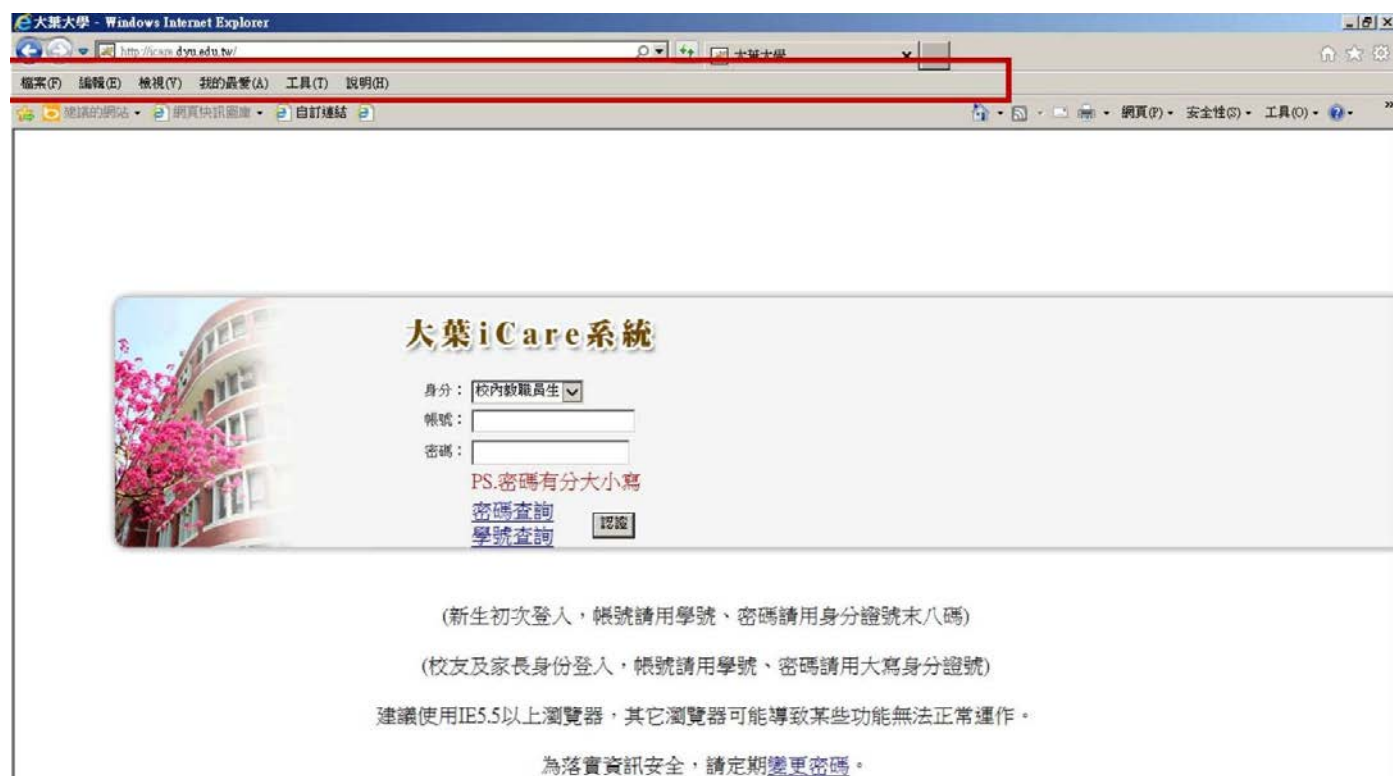 大葉大學 - Windows Internet Explorer
http://icare.dyu.edu.tw/
大葉大學
檔案(F) 編輯(E) 檢視(V) 我的最愛(A) 工具(T) 說明(H)
建議的網站 網頁快訊圖庫 自訂連結 網頁(P) 安全性(S) 工具(O)
大葉iCare系統
身分： 校內教職員生
帳號：
密碼：
PS.密碼有分大小寫
密碼查詢
學號查詢
認證
(新生初次登入，帳號請用學號、密碼請用身分證號末八碼)
(校友及家長身份登入，帳號請用學號、密碼請用大寫身分證號)
建議使用IE5.5以上瀏覽器，其它瀏覽器可能導致某些功能無法正常運作。
為落實資訊安全，請定期變更密碼。